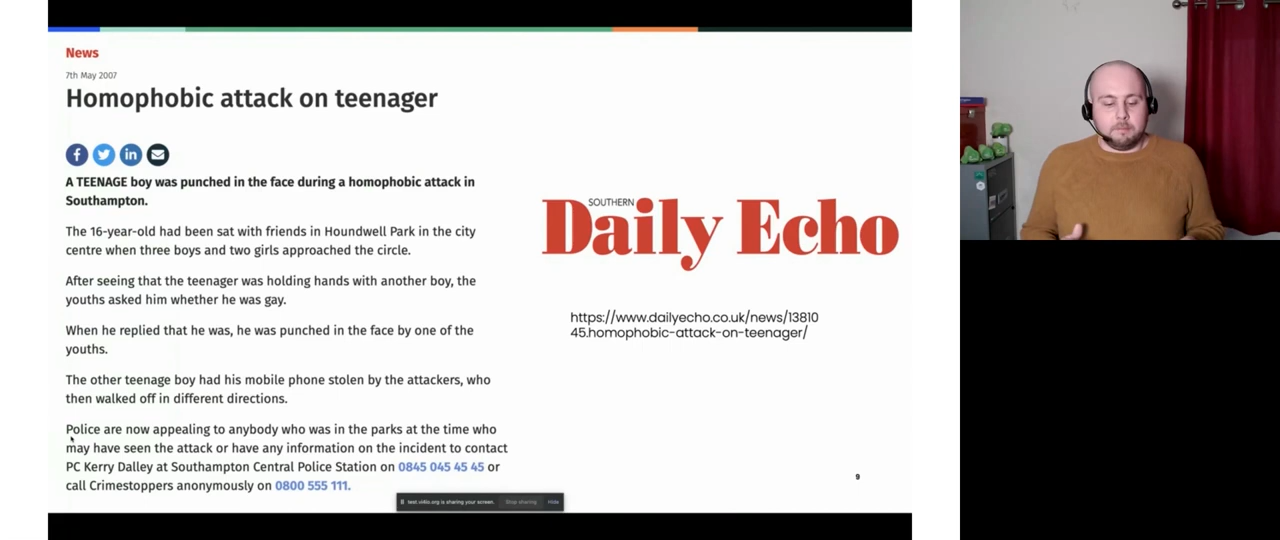 News
7th May 2007
Homophobic attack on teenager
A TEENAGE boy was punched in the face during a homophobic attack in
Southampton.
The 16-year-old had been sat with friends in Houndwell Park in the city
centre when three boys and two girls approached the circle.
After seeing that the teenager was holding hands with another boy, the
youths asked him whether he was gay.
When he replied that he was, he was punched in the face by one of the
youths.
The other teenage boy had his mobile phone stolen by the attackers, who
then walked off in different directions.
Police are now appealing to anybody who was in the parks at the time who
may have seen the attack or have any information on the incident to contact
PC Kerry Dalley at Southampton Central Police Station on 0845 045 45 45 or
call Crimestoppers anonymously on 0800 555 111.
SOUTHERN
Daily Echo
https://www.dailyecho.co.uk/news/13810
45.homophobic-attack-on-teenager/
9
is sharing your screen.
Stop sharing
Hide